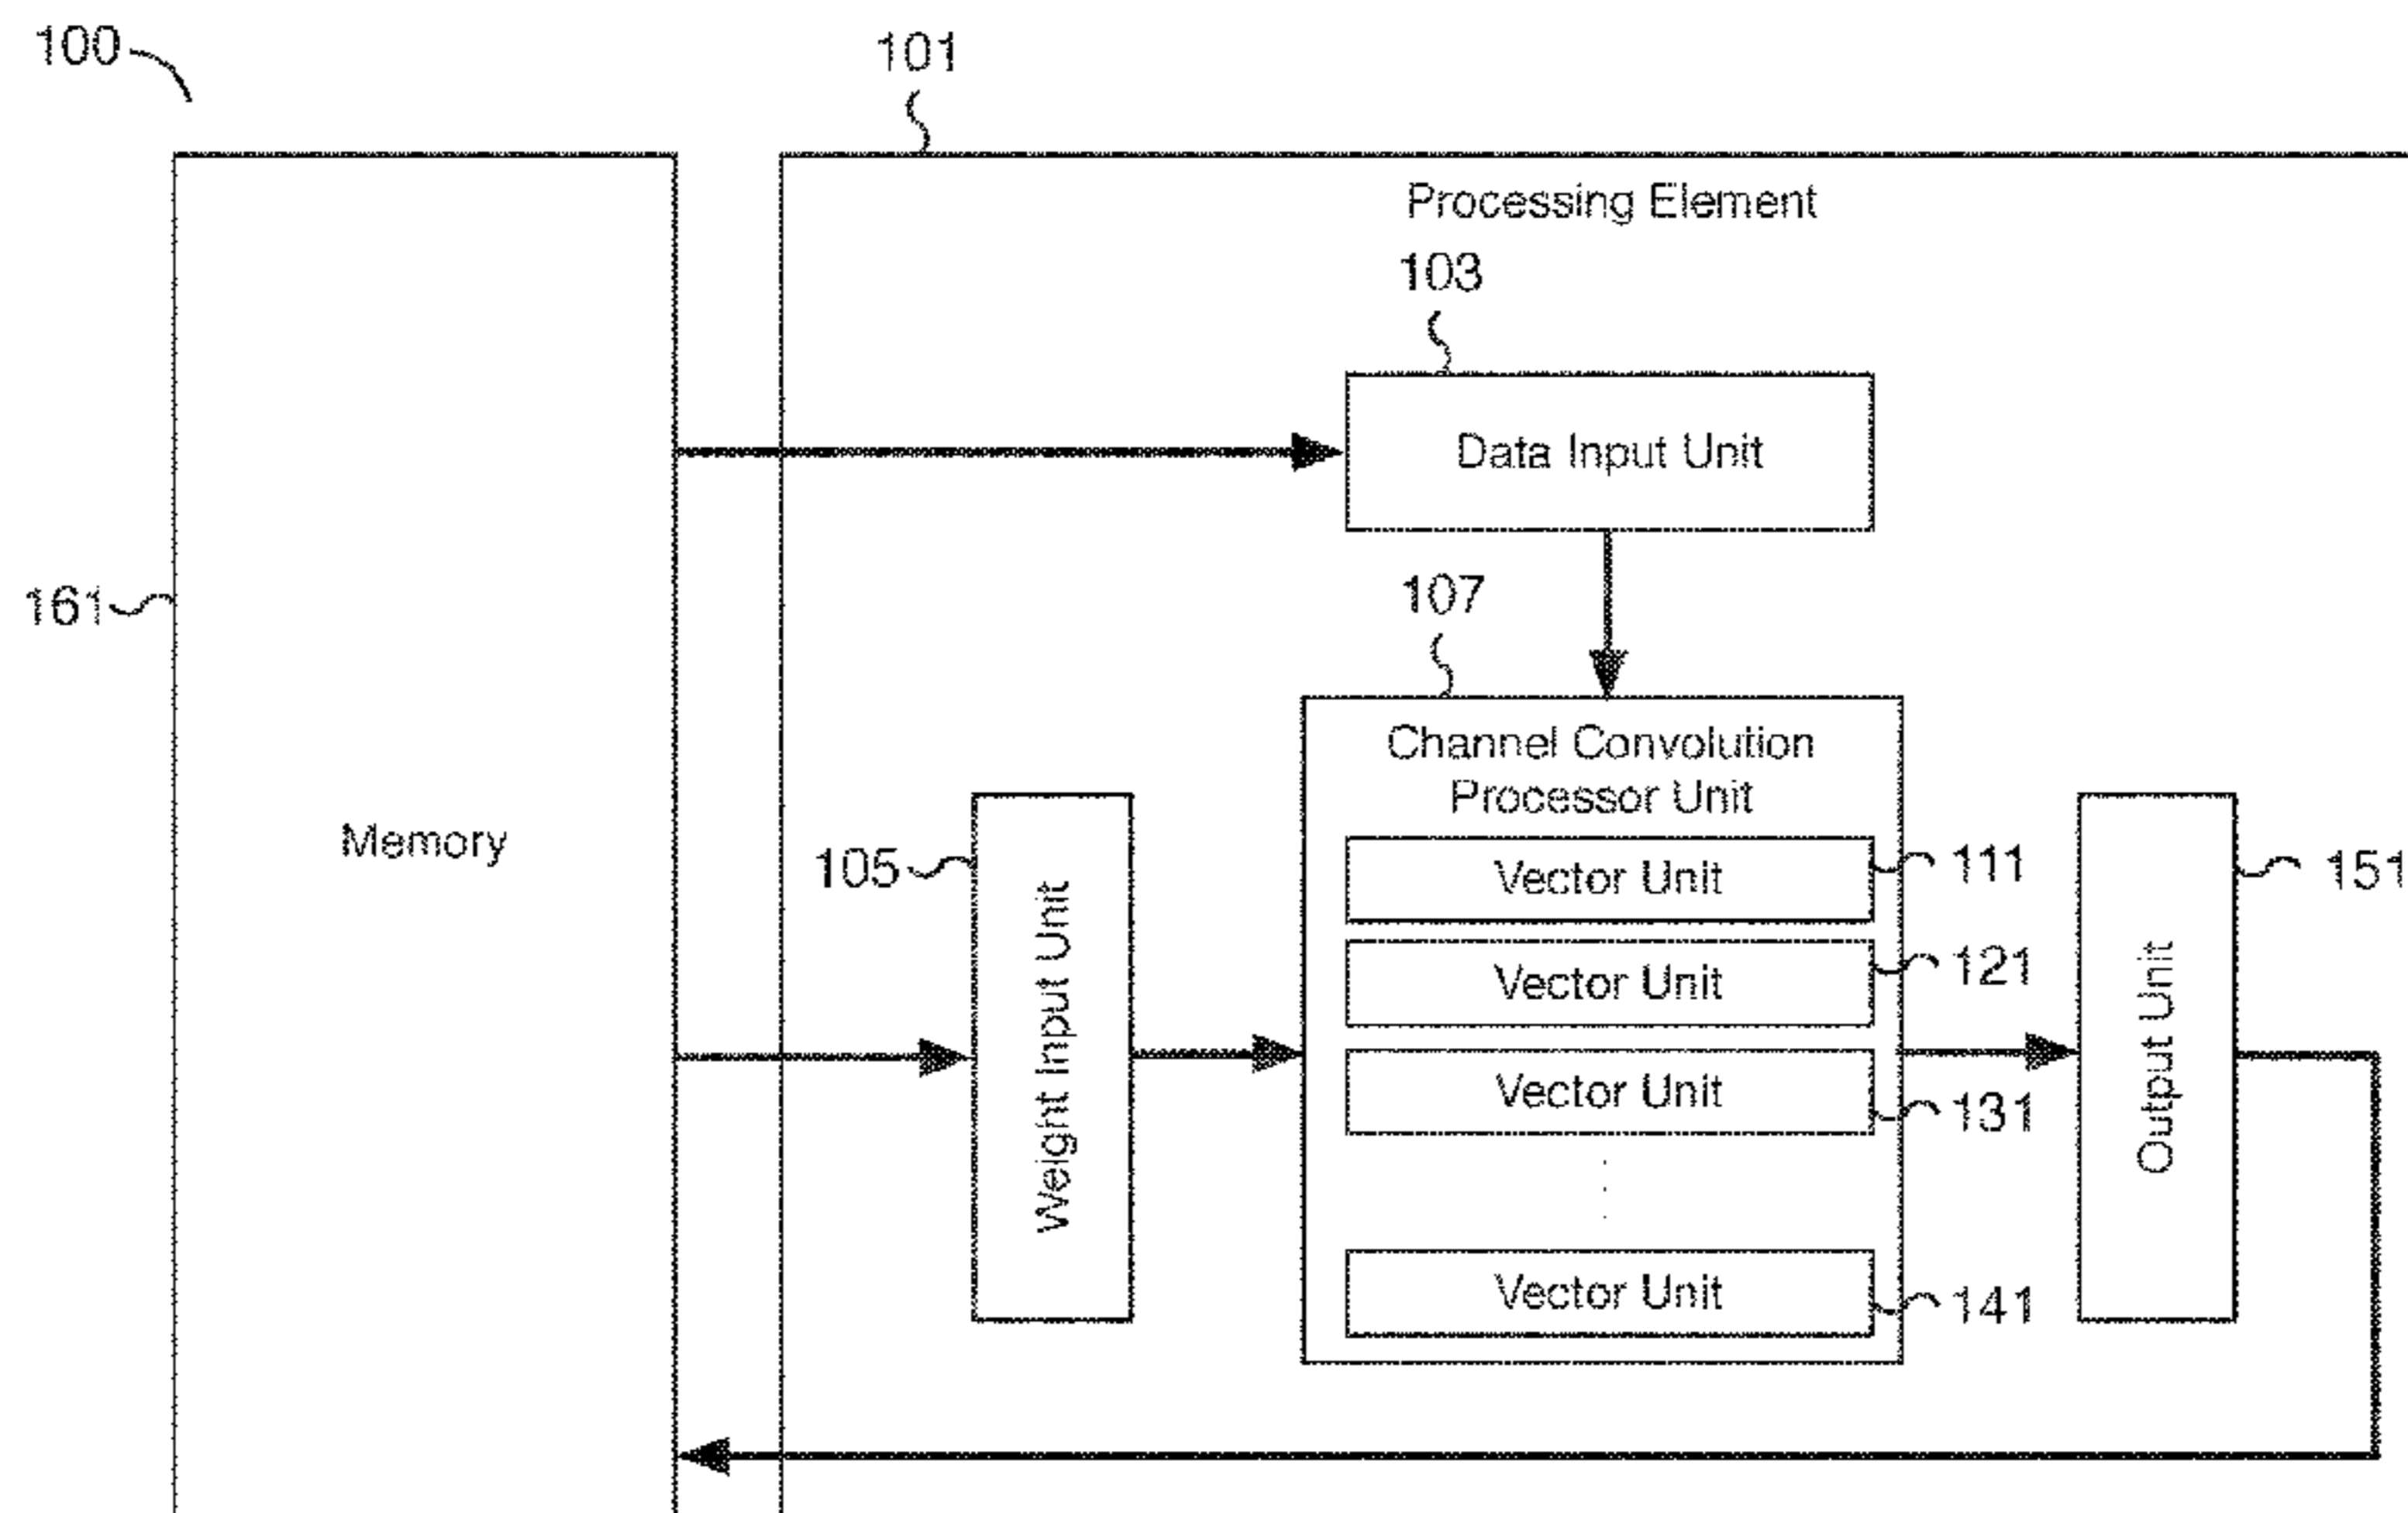 100
101
Processing Element
103
Data Input Unit
161
107
Channel Convolution
Processor Unit
Memory
105
Weight Input Unit
Vector Unit
111
151
Vector Unit
121
Output Unit
Vector Unit
131
Vector Unit
141